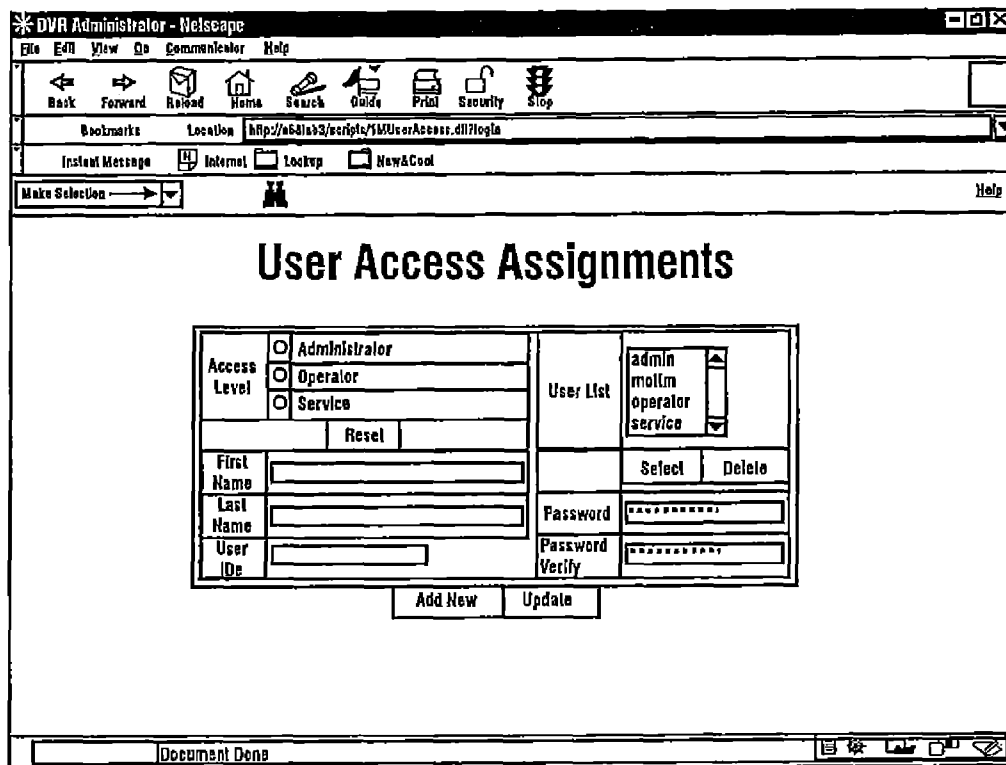 DVR Administrator - Netscape
File Edit View Go Communicator Help
Back Forward Reload Home Search Guide Print Security Stop
Bookmarks Location
Instant Message Internet Lookup New&Cool
Make Selection Help
User Access Assignments
Access Level
Administrator
Operator
Service
Reset
First Name
Last Name
User IDe
User List
admin
operator
service
Select Delete
Password ***********
Password Verify ***********
Add New Update
Document Done